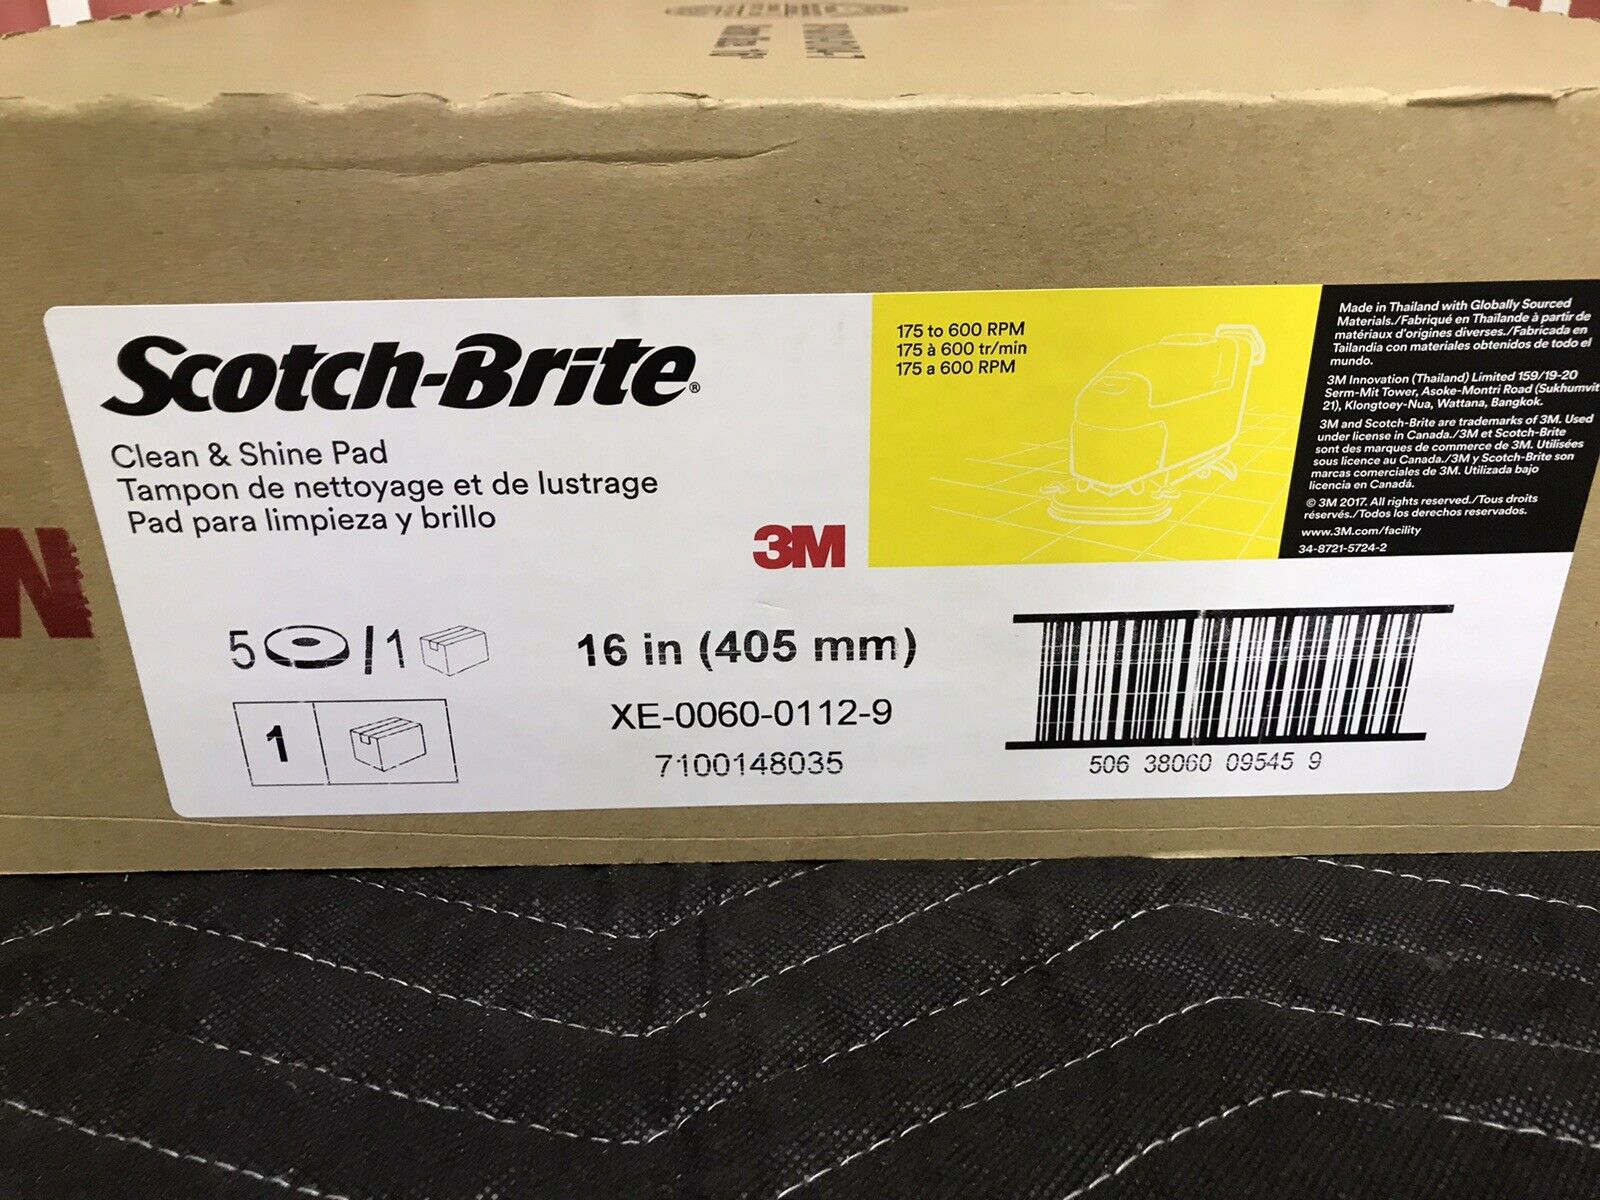 Scotch-Brite®
Clean & Shine Pad
Tampon de nettoyage et de lustrage
Pad para limpieza y brillo
3M
175 to 600 RPM
175 à 600 tr/min
175 a 600 RPM
Made in Thailand with Globally Sourced
Materials./Fabriqué en Thaïlande à partir de
matériaux d'origines diverses./Fabricada en
Tailandia con materiales obtenidos de todo el
mundo.
3M Innovation (Thailand) Limited 159/19-20
Serm-Mit Tower, Asoke-Montri Road (Sukhumvit
21), Klongtoey-Nua, Wattana, Bangkok.
3M and Scotch-Brite are trademarks of 3M. Used
under license in Canada./3M et Scotch-Brite
sont des marques de commerce de 3M. Utilisées
sous licence au Canada./3M y Scotch-Brite son
marcas comerciales de 3M. Utilizada bajo
licencia en Canadá.
© 3M 2017. All rights reserved./Tous droits
réservés./Todos los derechos reservados.
www.3M.com/facility
34-8721-5724-2
5 / 1
1
16 in (405 mm)
XE-0060-0112-9
7100148035
506 38060 09545 9